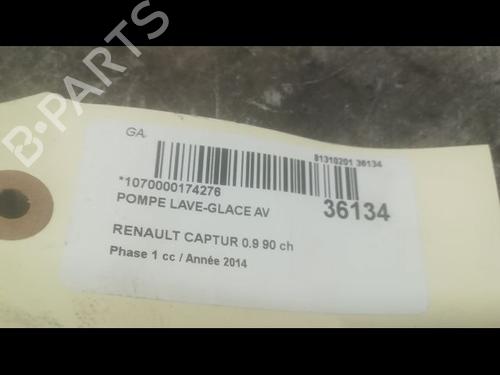 B-PARTS
GA.
81310201 36134
*1070000174276
POMPE LAVE-GLACE AV
36134
RENAULT CAPTUR 0.9 90 ch
Phase 1 cc / Année 2014